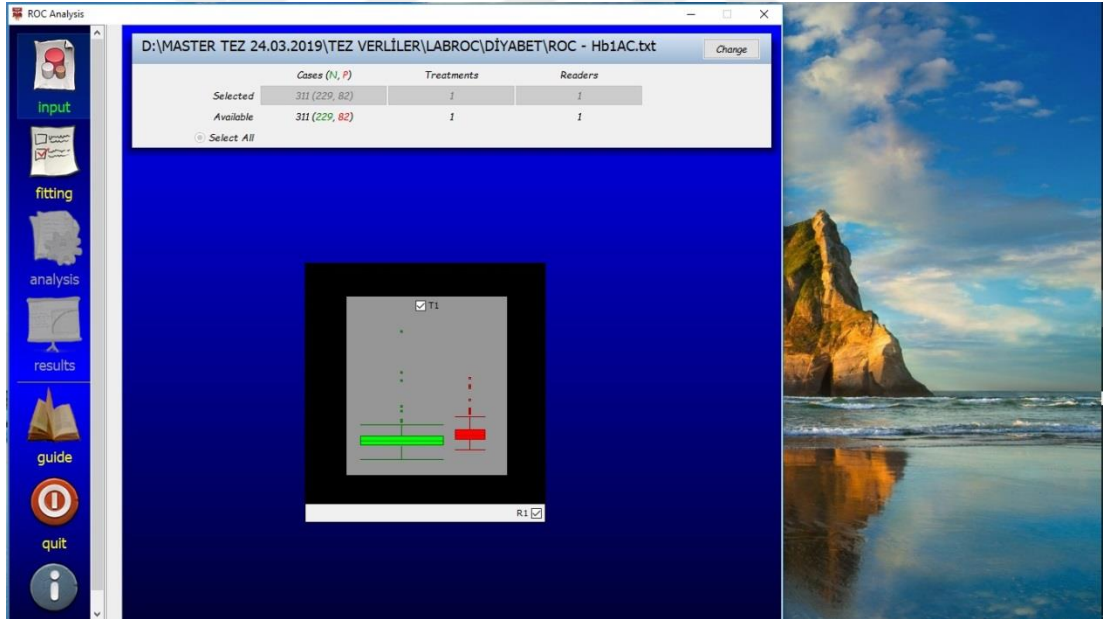 ROC Analysis
D:\MASTER TEZ 24.03.2019\TEZ VERLİLER\LABROC\DİYABET\ROC - Hb1AC.txt
Change
Cases (N, P) Treatments Readers
Selected 311 (229, 82) 1 1
Available 311 (229, 82) 1 1
Select All
input
fitting
analysis
results
guide
quit
T1
R1